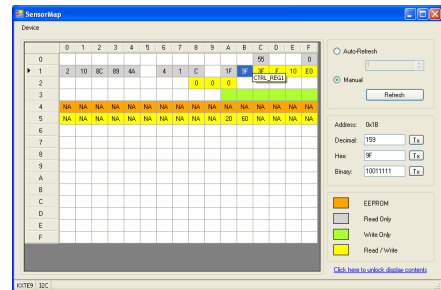 SensorMap
Device
0 1 2 3 4 5 6 7 8 9 A B C D E F
0 55 0
1 2 10 8C 89 4A 4 1 C 1F 9F 10 E0
CTRL_REG1
2 0 0 0
3
4 NA NA NA NA NA NA NA NA NA NA NA NA NA NA NA NA
5 NA NA NA NA NA NA NA NA NA NA 20 60 NA NA NA NA
6
7
8
9
A
B
C
D
E
F
Auto-Refresh
1
Manual
Refresh
Address: 0x1B
Decimal: 159 Tx
Hex: 9F Tx
Binary: 10011111 Tx
EEPROM
Read Only
Write Only
Read / Write
Click here to unlock display contents
KXTE9 I2C